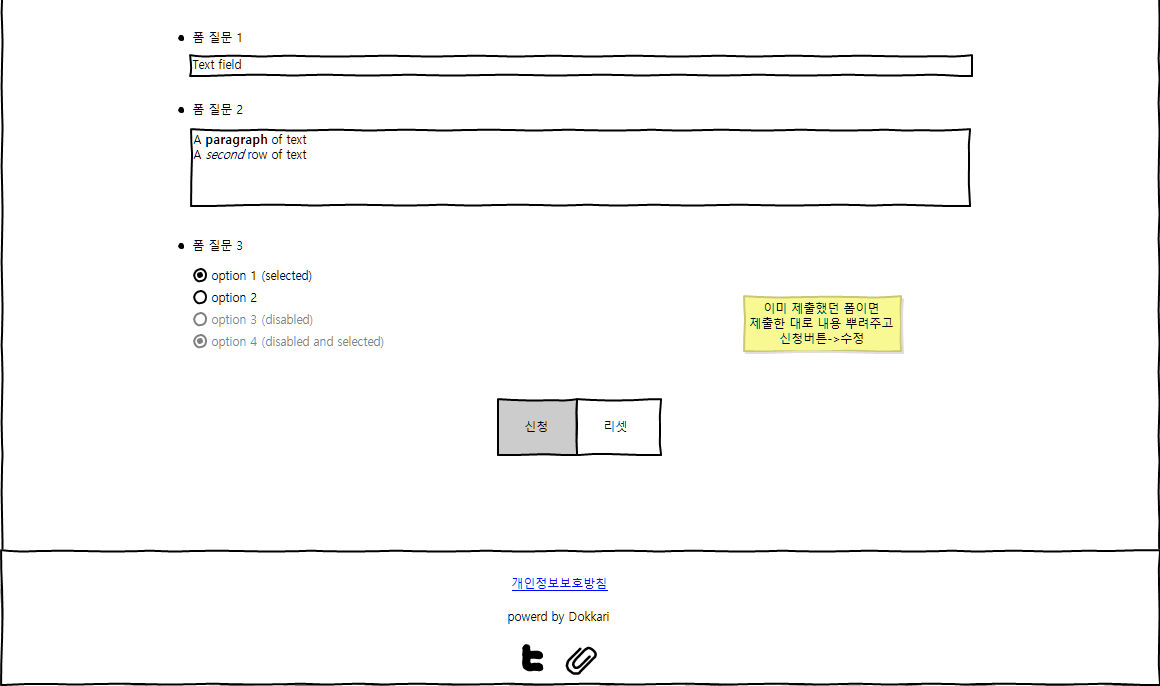 폼 질문 1
Text field
폼 질문 2
A paragraph of text
A second row of text
폼 질문 3
option 1 (selected)
option 2
option 3 (disabled)
option 4 (disabled and selected)
이미 제출했던 폼이면
제출한 대로 내용 뿌려주고
신청버튼->수정
신청
리셋
개인정보보호방침
powerd by Dokkari